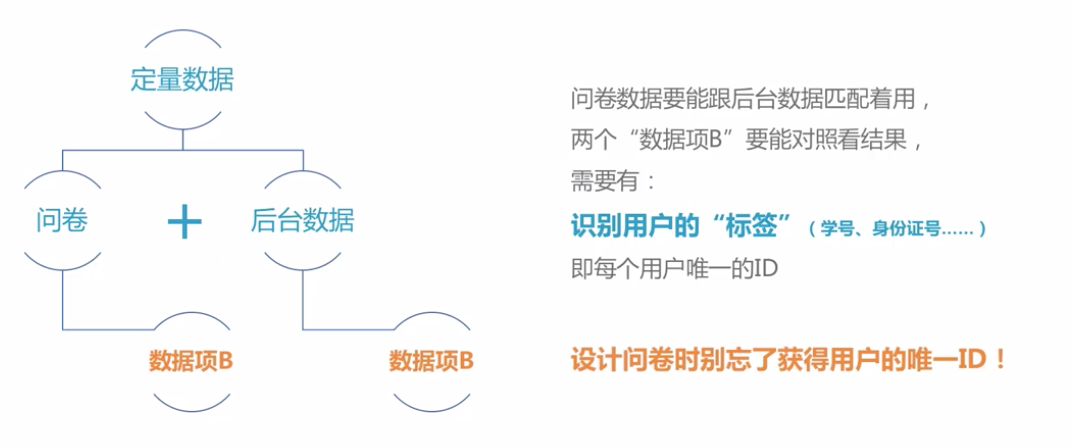 定量数据
问卷
+
后台数据
数据项B
数据项B
问卷数据要能跟后台数据匹配着用，
两个“数据项B”要能对照看结果，
需要有：
识别用户的“标签”（学号、身份证号……）
即每个用户唯一的ID
设计问卷时别忘了获得用户的唯一ID！